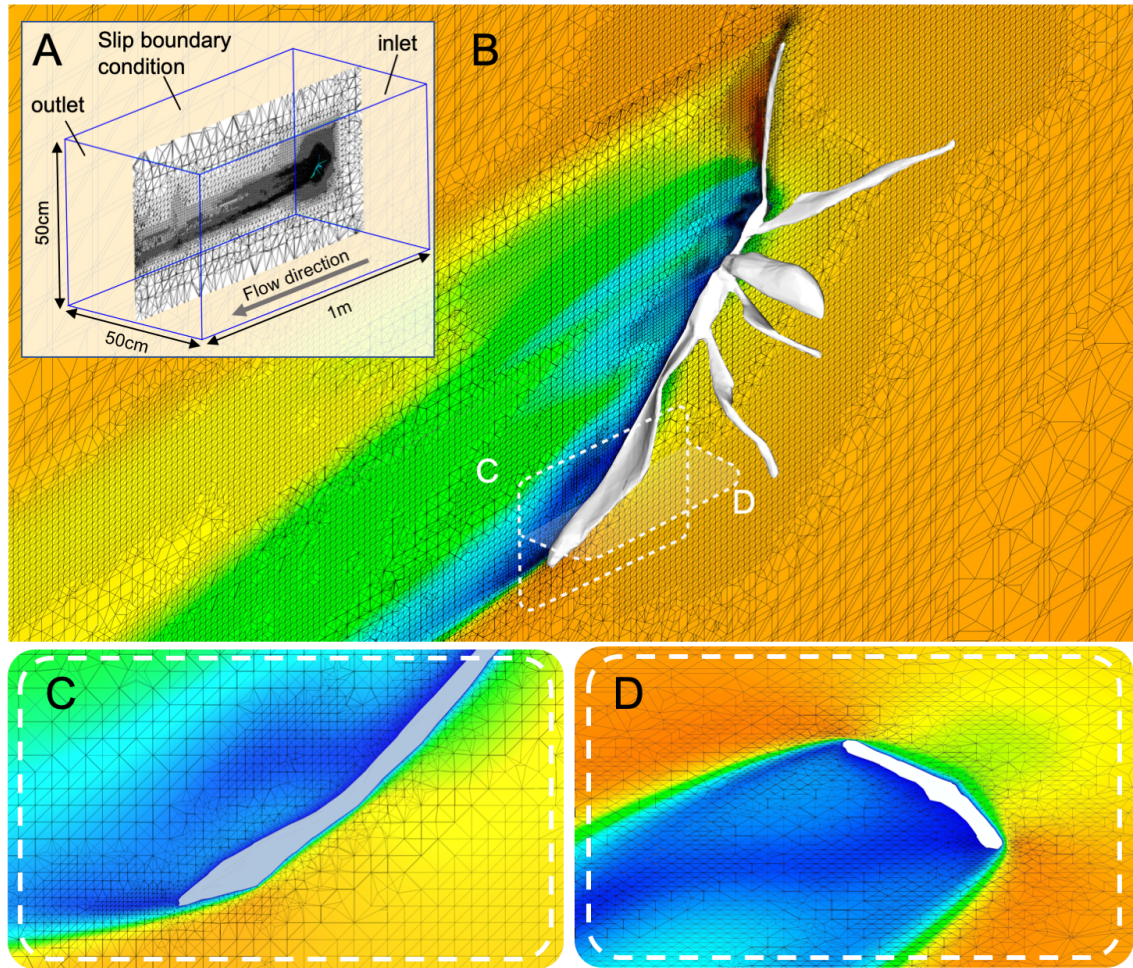 A
Slip boundary
condition
inlet
outlet
50cm
Flow direction
50cm
1m
B
C
D
C
D